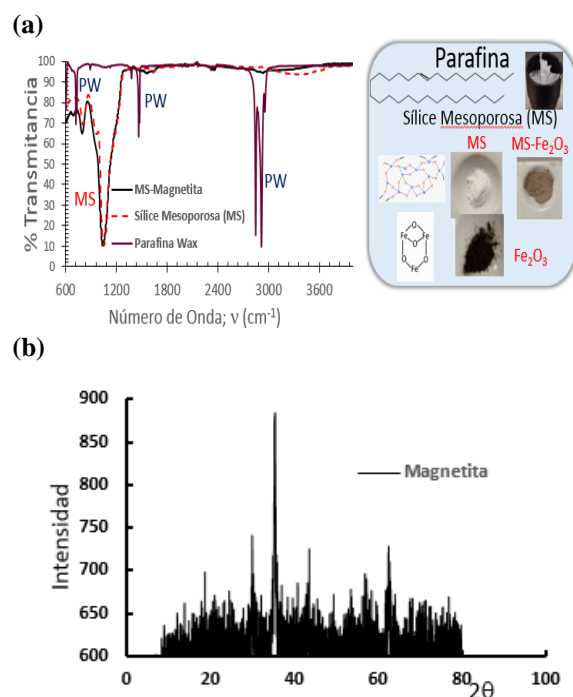 (a)
100
90
80
70
60
50
40
30
20
10
0
% Transmitancia
PW
PW
PW
MS
MS-Magnetita
Sílice Mesoporosa (MS)
Parafina Wax
600 1200 1800 2400 3000 3600
Número de Onda; ν (cm-1)
Parafina
Sílice Mesoporosa (MS)
MS MS-Fe2O3
O
Fe Fe
O
O O
Fe
Fe2O3
(b)
900
850
800
750
700
650
600
Intensidad
Magnetita
0 20 40 60 80 100
2θ